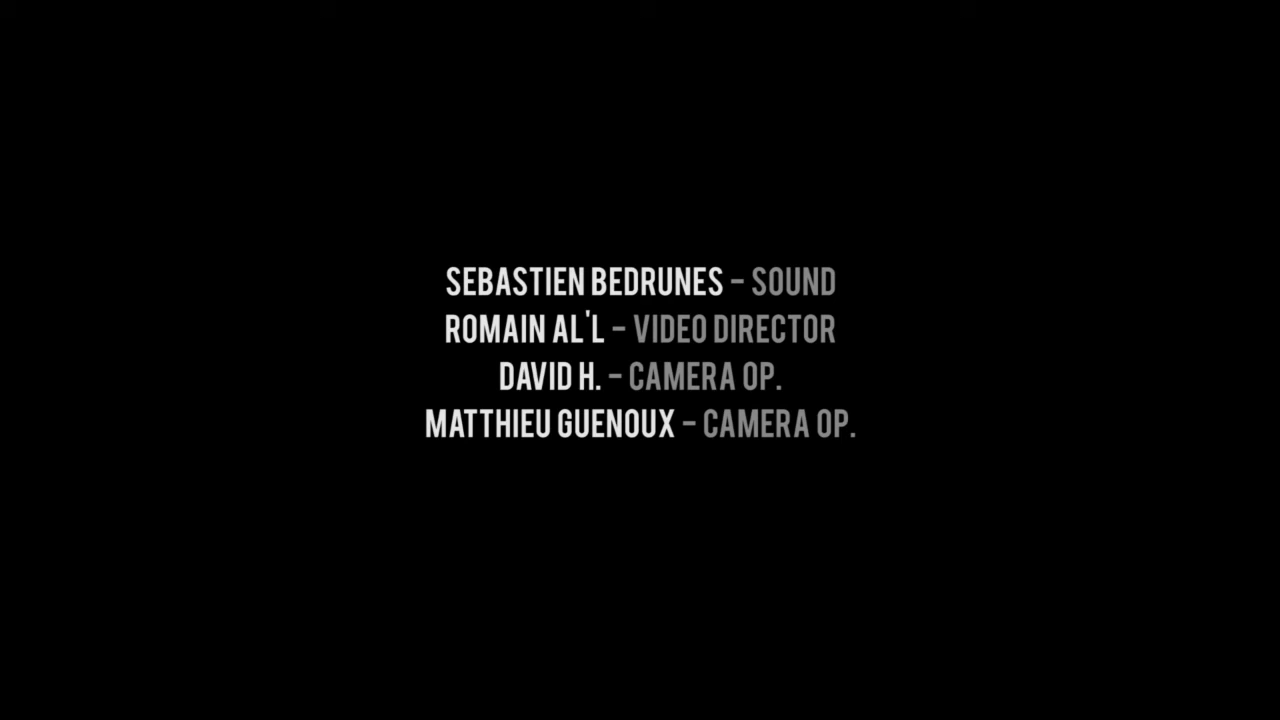 SEBASTIEN BEDRUNES - SOUND
ROMAIN AL'L - VIDEO DIRECTOR
DAVID H. - CAMERA OP.
MATTHIEU GUENOUX - CAMERA OP.